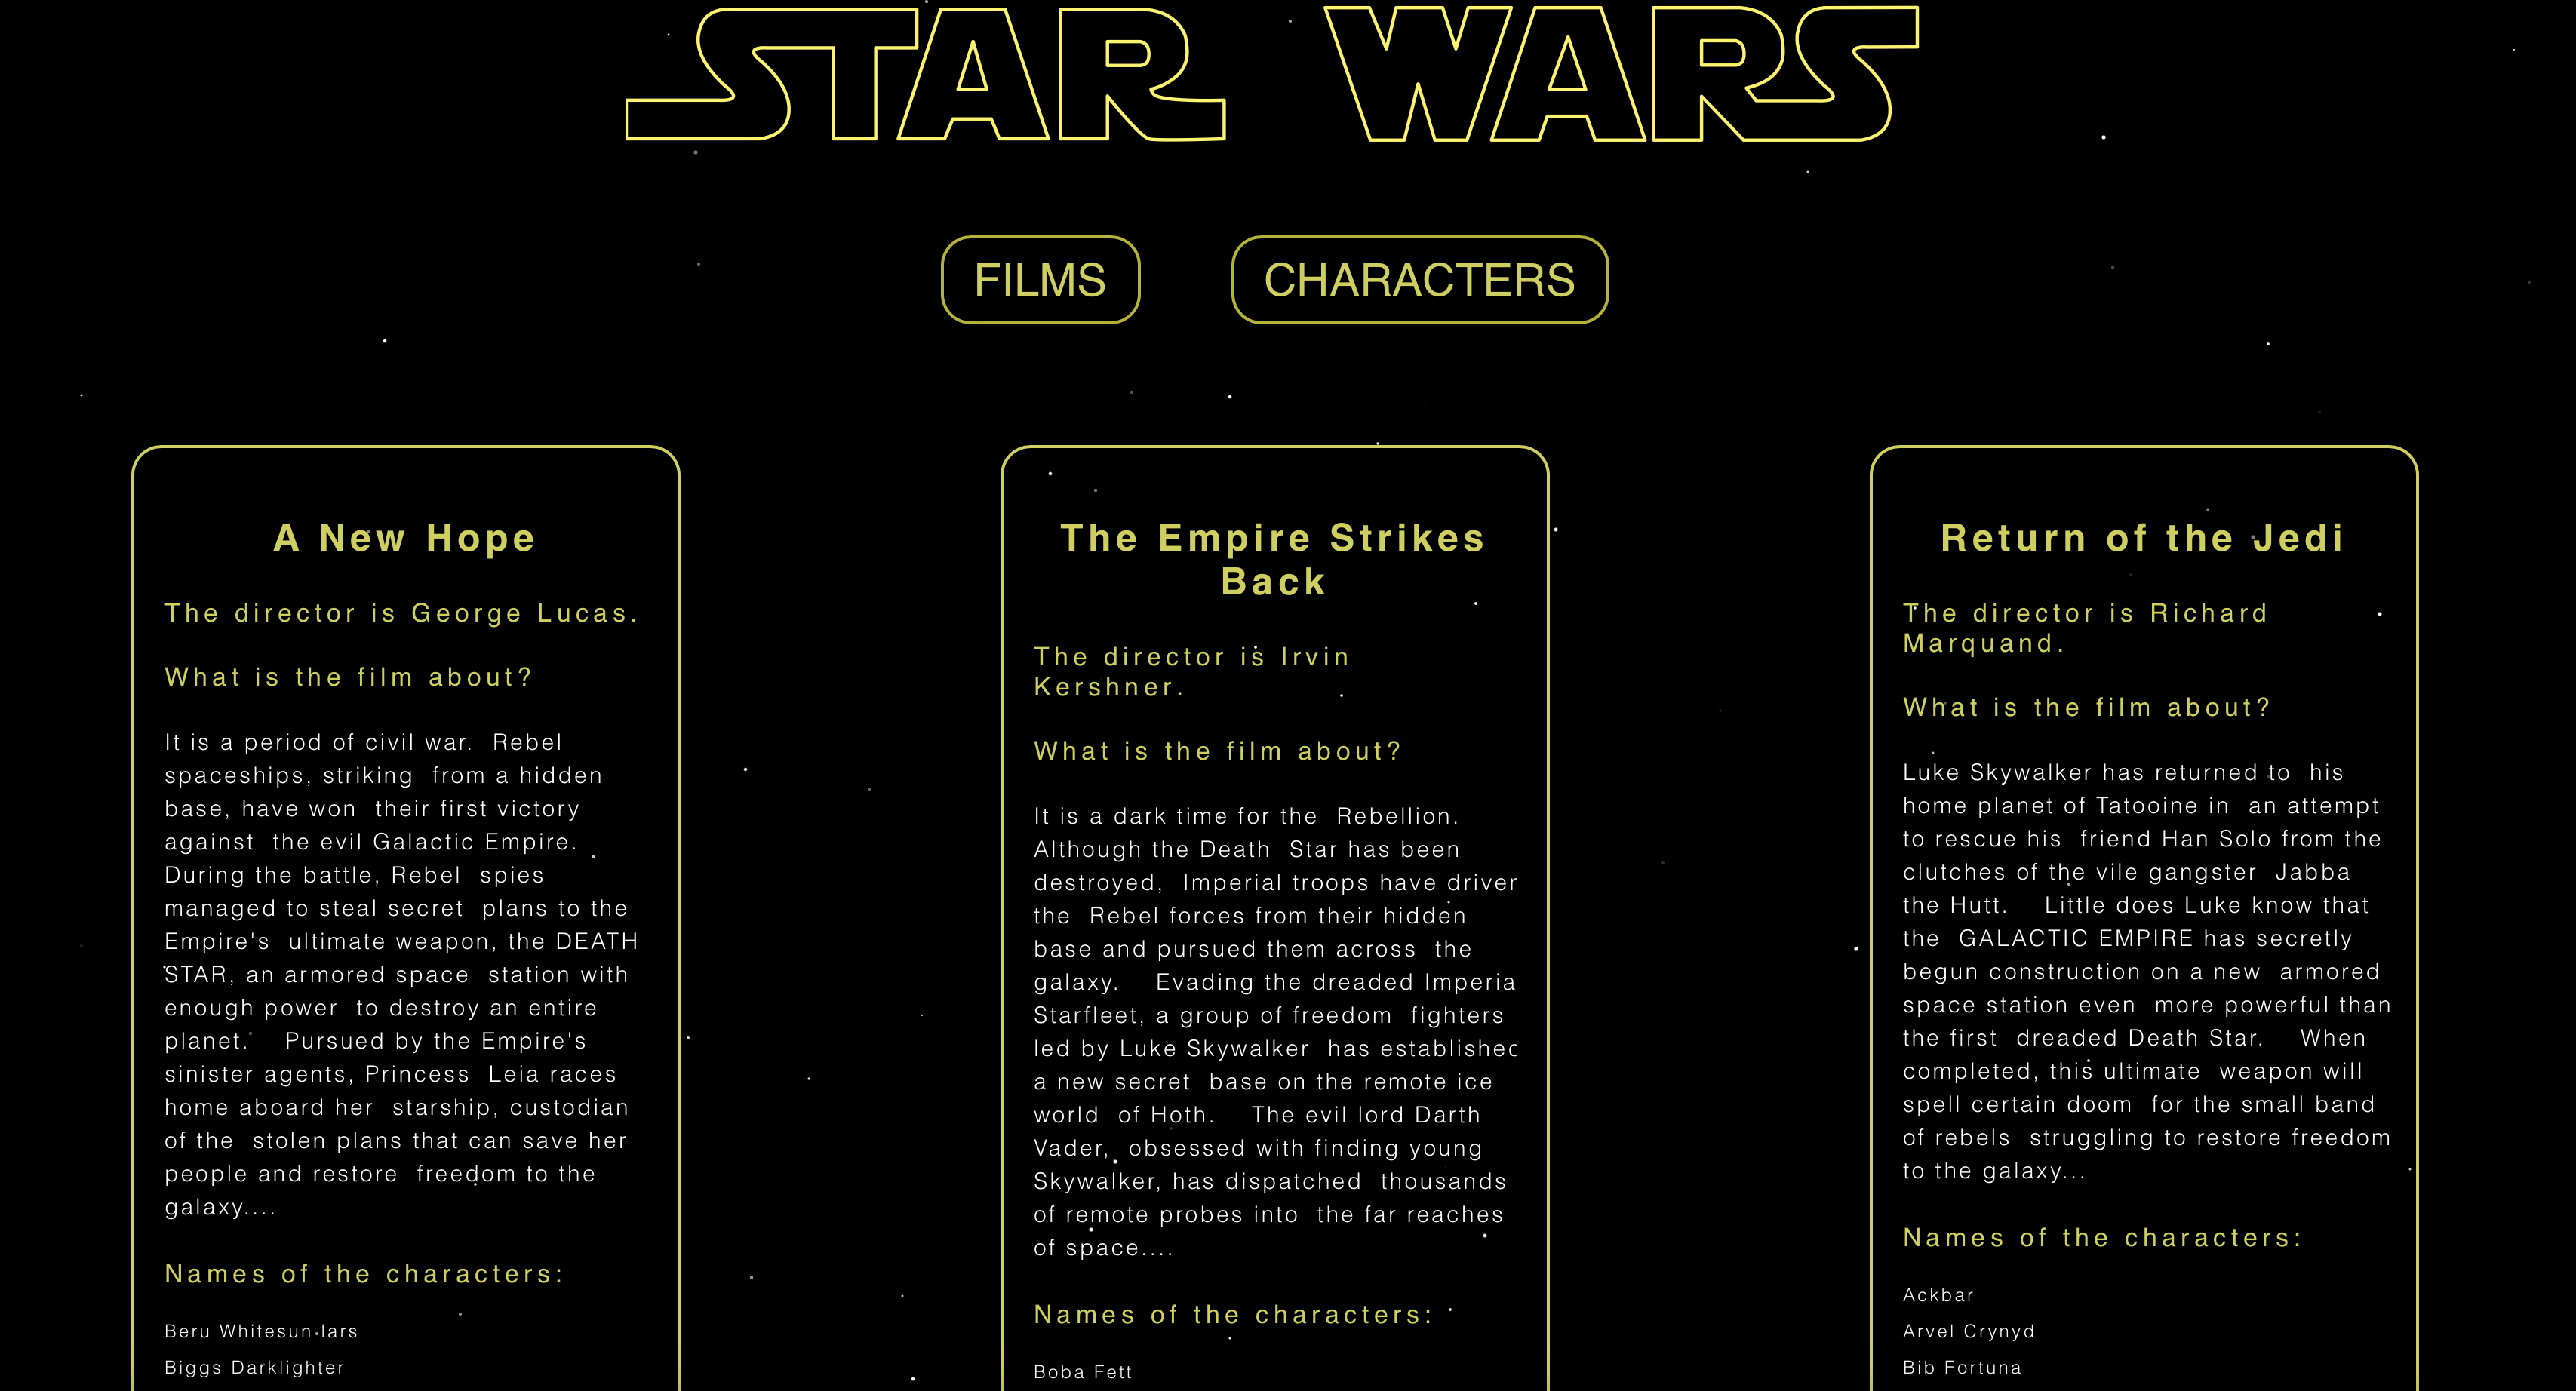 STAR WARS
FILMS
CHARACTERS
A New Hope
The director is George Lucas.
What is the film about?
It is a period of civil war. Rebel
spaceships, striking from a hidden
base, have won their first victory
against the evil Galactic Empire.
During the battle, Rebel spies
managed to steal secret plans to the
Empire's ultimate weapon, the DEATH
STAR, an armored space station with
enough power to destroy an entire
planet. Pursued by the Empire's
sinister agents, Princess Leia races
home aboard her starship, custodian
of the stolen plans that can save her
people and restore freedom to the
galaxy....
Names of the characters:
Beru Whitesun lars
Biggs Darklighter
The Empire Strikes
Back
The director is Irvin
Kershner.
What is the film about?
It is a dark time for the Rebellion.
Although the Death Star has been
destroyed, Imperial troops have driven
the Rebel forces from their hidden
base and pursued them across the
galaxy. Evading the dreaded Imperia
Starfleet, a group of freedom fighters
led by Luke Skywalker has established
a new secret base on the remote ice
world of Hoth. The evil lord Darth
Vader, obsessed with finding young
Skywalker, has dispatched thousands
of remote probes into the far reaches
of space....
Names of the characters:
Boba Fett
Return of the Jedi
The director is Richard
Marquand.
What is the film about?
Luke Skywalker has returned to his
home planet of Tatooine in an attempt
to rescue his friend Han Solo from the
clutches of the vile gangster Jabba
the Hutt. Little does Luke know that
the GALACTIC EMPIRE has secretly
begun construction on a new armored
space station even more powerful than
the first dreaded Death Star. When
completed, this ultimate weapon will
spell certain doom for the small band
of rebels struggling to restore freedom
to the galaxy...
Names of the characters:
Ackbar
Arvel Crynyd
Bib Fortuna